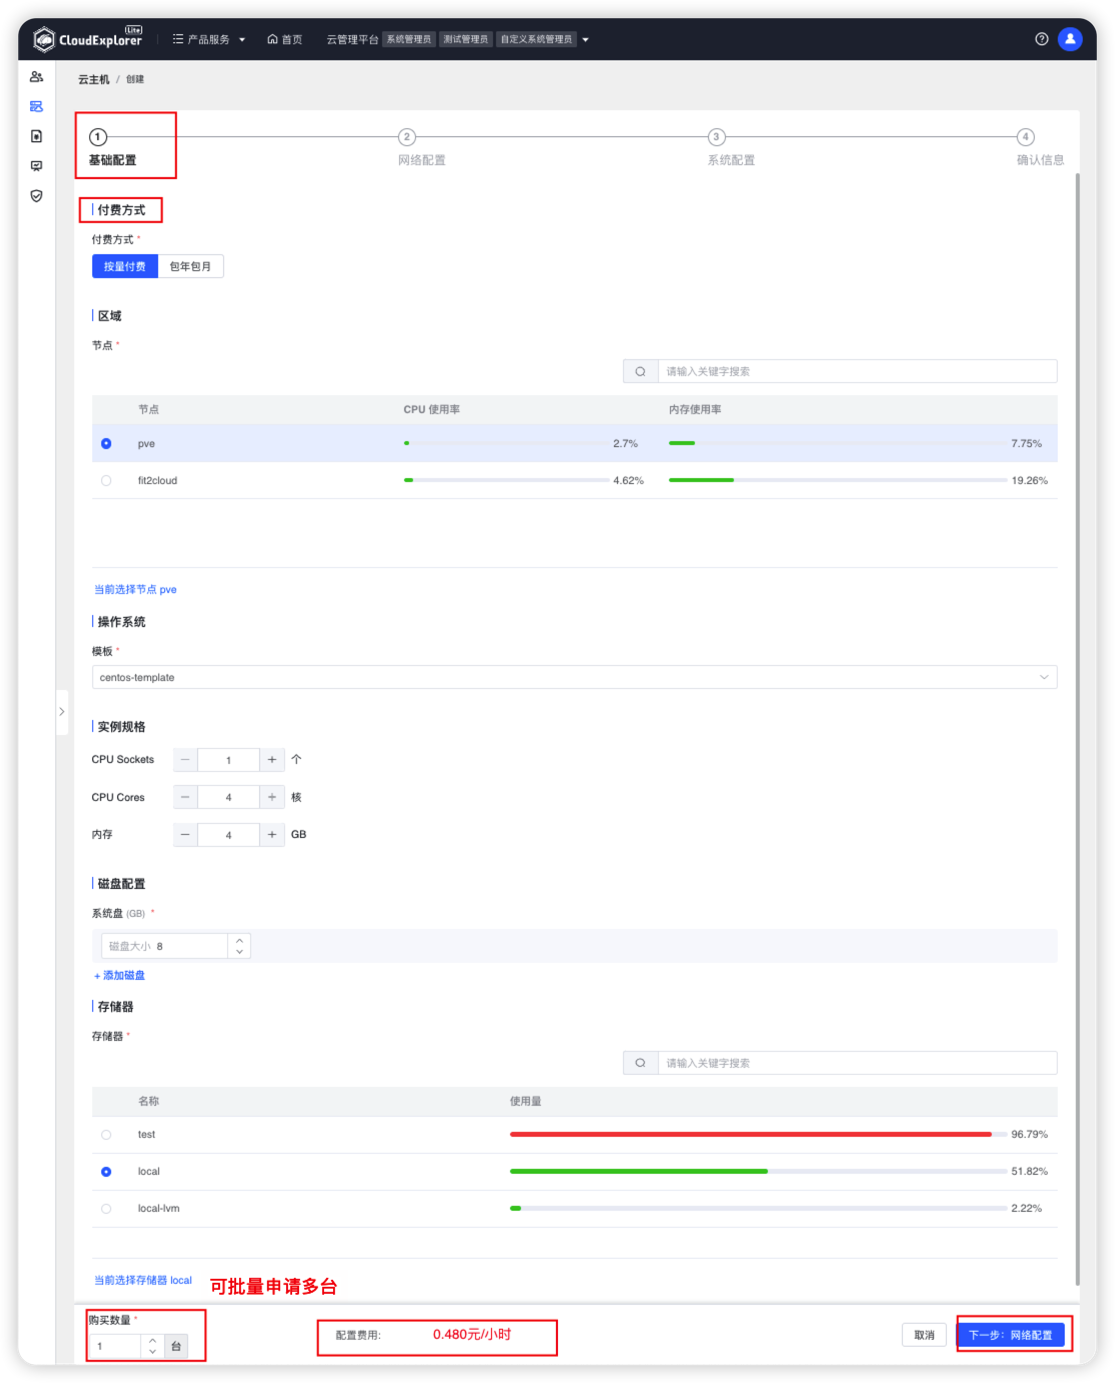 CloudExplorer Lite 产品服务 首页 云管理平台 系统管理员 测试管理员 自定义系统管理员
云主机 / 创建
1 2 3 4
基础配置 网络配置 系统配置 确认信息
付费方式
付费方式 *
按量付费 包年包月
区域
节点 *
请输入关键字搜索
节点 CPU 使用率 内存使用率
pve 2.7% 7.75%
fit2cloud 4.62% 19.26%
当前选择节点 pve
操作系统
模板 *
centos-template
实例规格
CPU Sockets − 1 + 个
CPU Cores − 4 + 核
内存 − 4 + GB
磁盘配置
系统盘 (GB) *
磁盘大小 8
+ 添加磁盘
存储器
存储器 *
请输入关键字搜索
名称 使用量
test 96.79%
local 51.82%
local-lvm 2.22%
当前选择存储器 local 可批量申请多台
购买数量 *
1 台 配置费用: 0.480元/小时 取消 下一步：网络配置